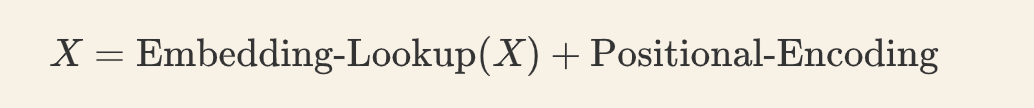 X = Embedding-Lookup(X) + Positional-Encoding